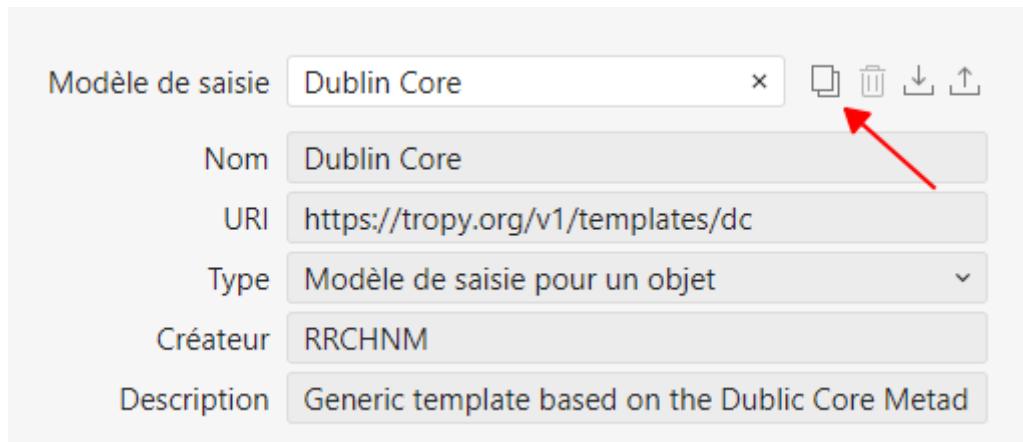 Modèle de saisie Dublin Core ×
Nom Dublin Core
URI https://tropy.org/v1/templates/dc
Type Modèle de saisie pour un objet
Créateur RRCHNM
Description Generic template based on the Dublic Core Metad